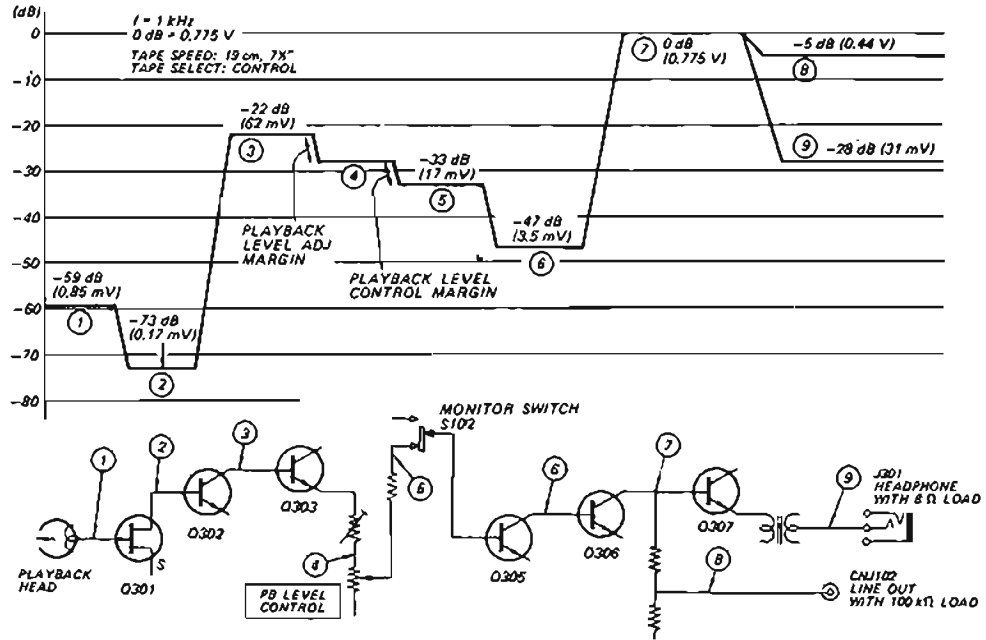 (dB)
0
−10
−20
−30
−40
−50
−60
−70
−80
f = 1 kHz
0 dB = 0.775 V
TAPE SPEED: 19 cm, 7½"
TAPE SELECT: CONTROL
−59 dB
(0.85 mV)
1
−73 dB
(0.17 mV)
2
−22 dB
(62 mV)
3
PLAYBACK
LEVEL ADJ
MARGIN
4
PLAYBACK LEVEL
CONTROL MARGIN
−33 dB
(17 mV)
5
−47 dB
(3.5 mV)
6
7
0 dB
(0.775 V)
−5 dB (0.44 V)
8
9
−28 dB (31 mV)
MONITOR SWITCH
S102
1
2
3
5
6
7
9
J301
HEADPHONE
WITH 8 Ω LOAD
PLAYBACK
HEAD
S
Q301
Q302
Q303
4
PB LEVEL
CONTROL
Q305
Q306
Q307
8
CNJ102
LINE OUT
WITH 100 kΩ LOAD